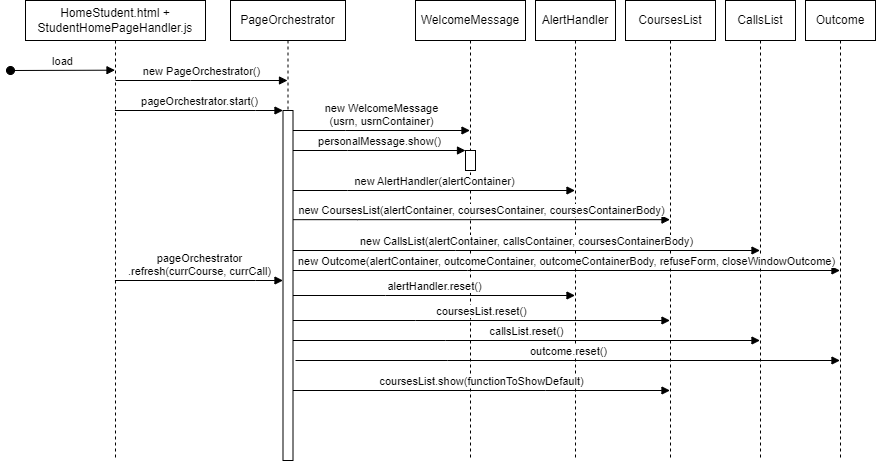 HomeStudent.html +
StudentHomePageHandler.js
PageOrchestrator
WelcomeMessage
AlertHandler
CoursesList
CallsList
Outcome
load
new PageOrchestrator()
pageOrchestrator.start()
new WelcomeMessage
(usrn, usrnContainer)
personalMessage.show()
new AlertHandler(alertContainer)
new CoursesList(alertContainer, coursesContainer, coursesContainerBody)
new CallsList(alertContainer, callsContainer, coursesContainerBody)
new Outcome(alertContainer, outcomeContainer, outcomeContainerBody, refuseForm, closeWindowOutcome)
pageOrchestrator
.refresh(currCourse, currCall)
alertHandler.reset()
coursesList.reset()
callsList.reset()
outcome.reset()
coursesList.show(functionToShowDefault)